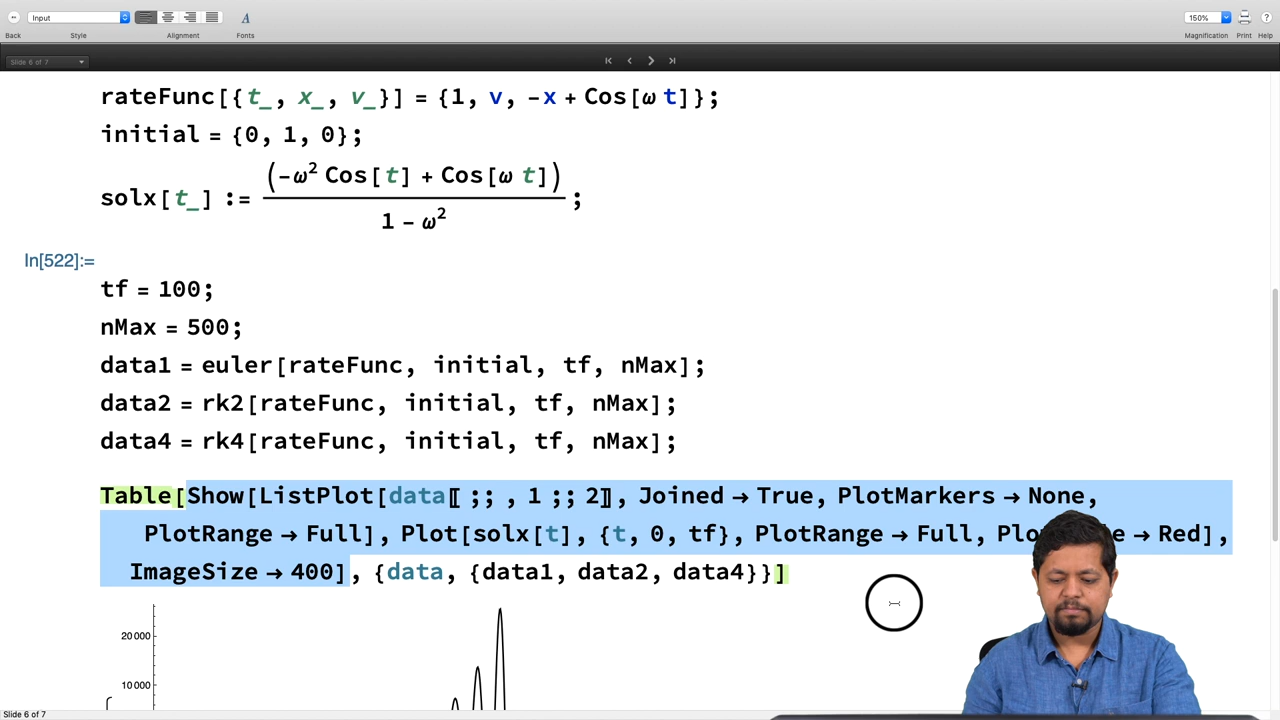 Input
150%
Back Style Alignment Fonts Magnification Print Help
Slide 6 of 7
rateFunc[{t_, x_, v_}] = {1, v, -x + Cos[ω t]};
initial = {0, 1, 0};
solx[t_] := (-ω² Cos[t] + Cos[ω t]) / 1 - ω² ;
In[522]:=
tf = 100;
nMax = 500;
data1 = euler[rateFunc, initial, tf, nMax];
data2 = rk2[rateFunc, initial, tf, nMax];
data4 = rk4[rateFunc, initial, tf, nMax];
Table[Show[ListPlot[data〚 ;; , 1 ;; 2〛, Joined → True, PlotMarkers → None,
PlotRange → Full], Plot[solx[t], {t, 0, tf}, PlotRange → Full, → Red],
ImageSize → 400], {data, {data1, data2, data4}}]
20000
10000
Slide 6 of 7